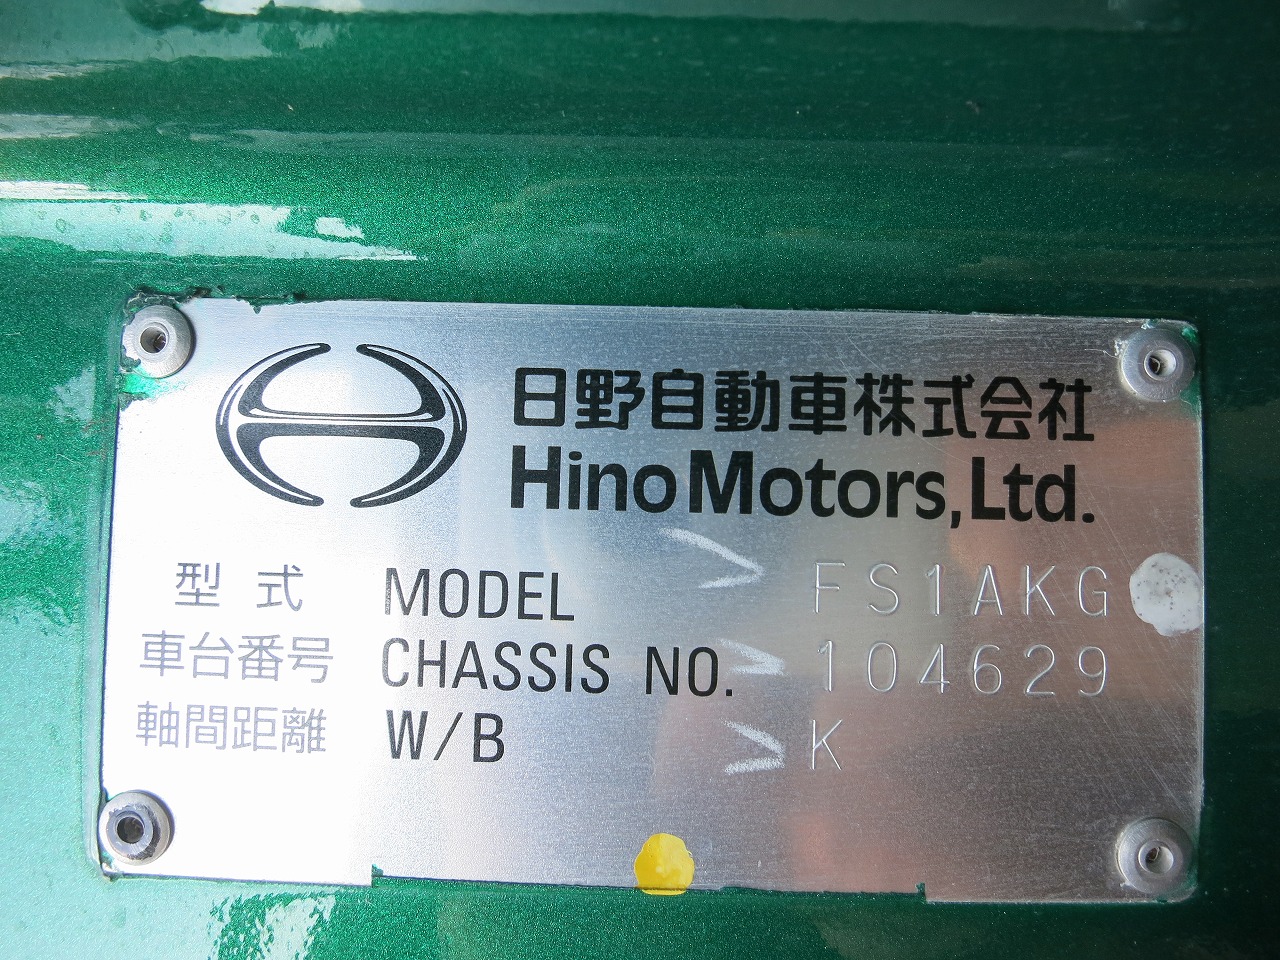 日野自動車株式会社
Hino Motors, Ltd.
型式 MODEL FS1AKG
車台番号 CHASSIS NO. 104629
軸間距離 W/B K